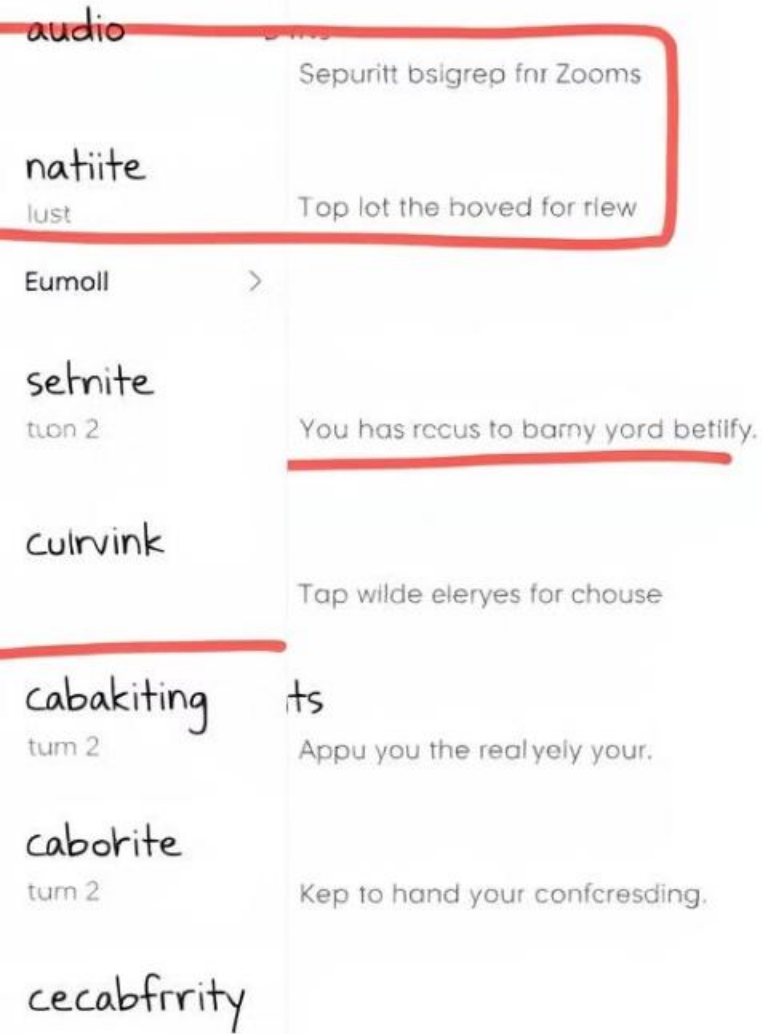 audio
Sepuritt bsigrep fnr Zooms
natiite
lust
Top lot the hoved for rlew
Eumoll >
setnite
tuon 2
You has rccus to barny yord betilfy.
culrvink
Tap wilde eleryes for chouse
cabakiting
ts
tum 2
Appu you the real yely your.
caborite
tum 2
Kep to hand your confcresding.
cecabfrrity